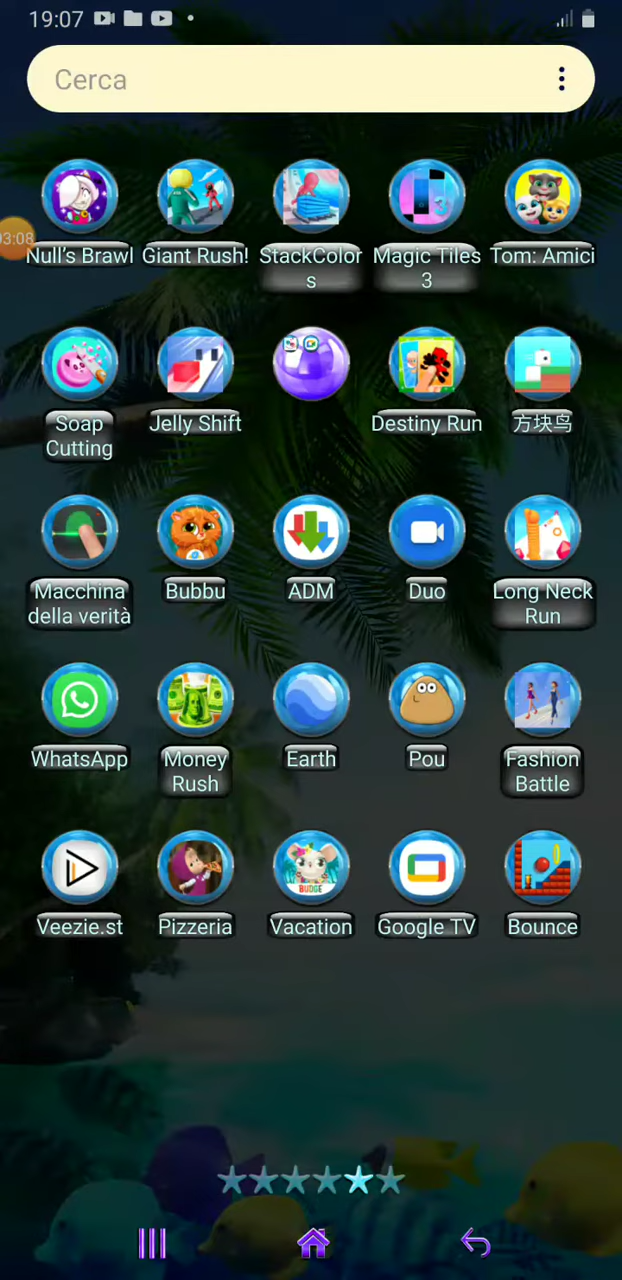 19:07
Cerca
03:08
Null's Brawl
Giant Rush!
StackColor
s
Magic Tiles
3
Tom: Amici
Soap
Cutting
Jelly Shift
Destiny Run
方块鸟
Macchina
della verità
Bubbu
ADM
Duo
Long Neck
Run
WhatsApp
Money
Rush
Earth
Pou
Fashion
Battle
BUDGE
Veezie.st
Pizzeria
Vacation
Google TV
Bounce